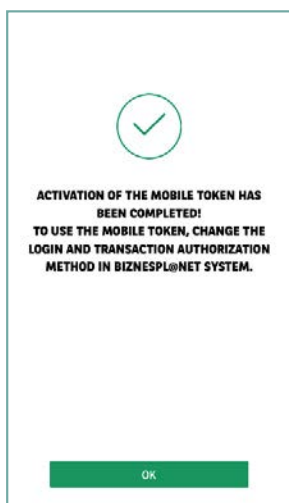 ACTIVATION OF THE MOBILE TOKEN HAS
BEEN COMPLETED!
TO USE THE MOBILE TOKEN, CHANGE THE
LOGIN AND TRANSACTION AUTHORIZATION
METHOD IN BIZNESPL@NET SYSTEM.
OK